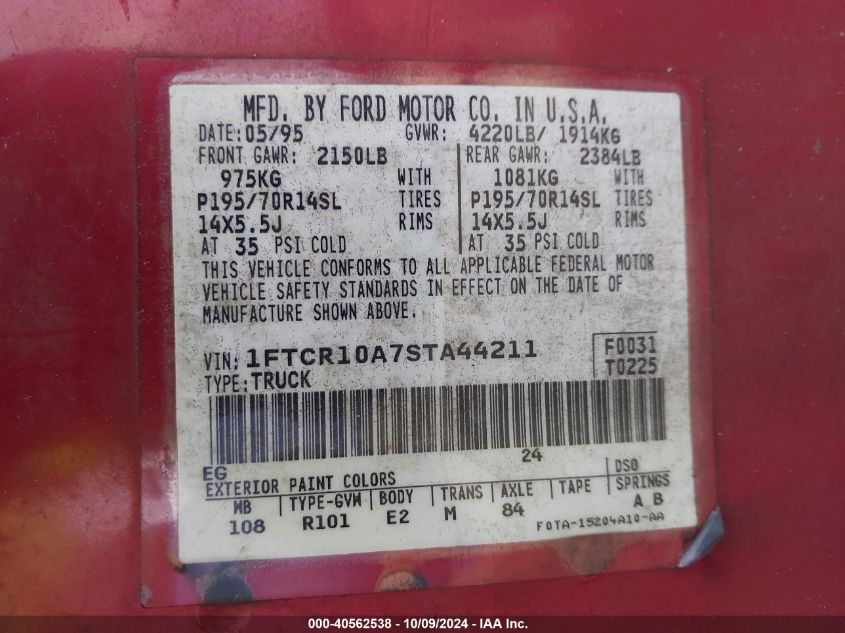 MFD. BY FORD MOTOR CO. IN U.S.A.
DATE: 05/95 GVWR: 4220LB/ 1914KG
FRONT GAWR: 2150LB REAR GAWR: 2384LB
975KG WITH 1081KG WITH
P195/70R14SL TIRES P195/70R14SL TIRES
14X5.5J RIMS 14X5.5J RIMS
AT 35 PSI COLD AT 35 PSI COLD
THIS VEHICLE CONFORMS TO ALL APPLICABLE FEDERAL MOTOR
VEHICLE SAFETY STANDARDS IN EFFECT ON THE DATE OF
MANUFACTURE SHOWN ABOVE.
VIN: 1FTCR10A7STA44211 F0031
TYPE: TRUCK T0225
24
EG DSO
EXTERIOR PAINT COLORS
WB TYPE-GVW BODY TRANS AXLE TAPE SPRINGS
108 R101 E2 M 84 A B
F0TA-15204A10-AA
000-40562538 - 10/09/2024 - IAA Inc.